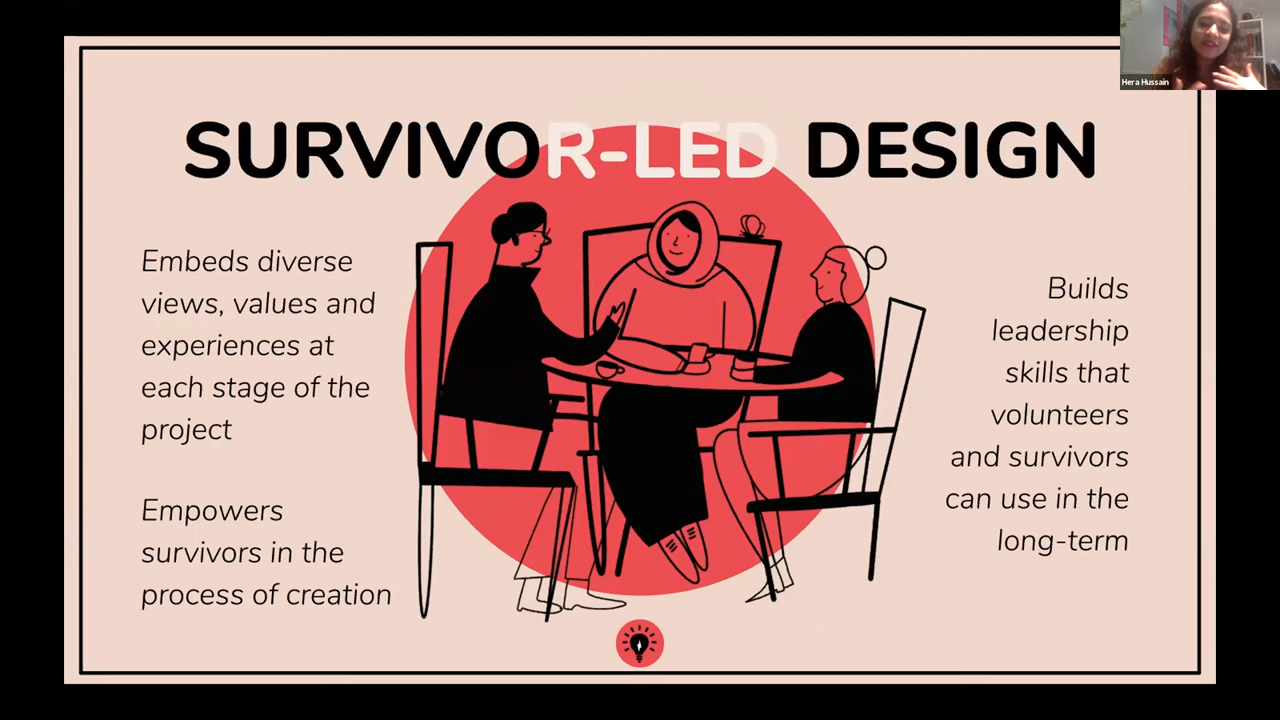 Hera Hussain
SURVIVOR-LED DESIGN
Embeds diverse
views, values and
experiences at
each stage of the
project
Empowers
survivors in the
process of creation
Builds
leadership
skills that
volunteers
and survivors
can use in the
long-term